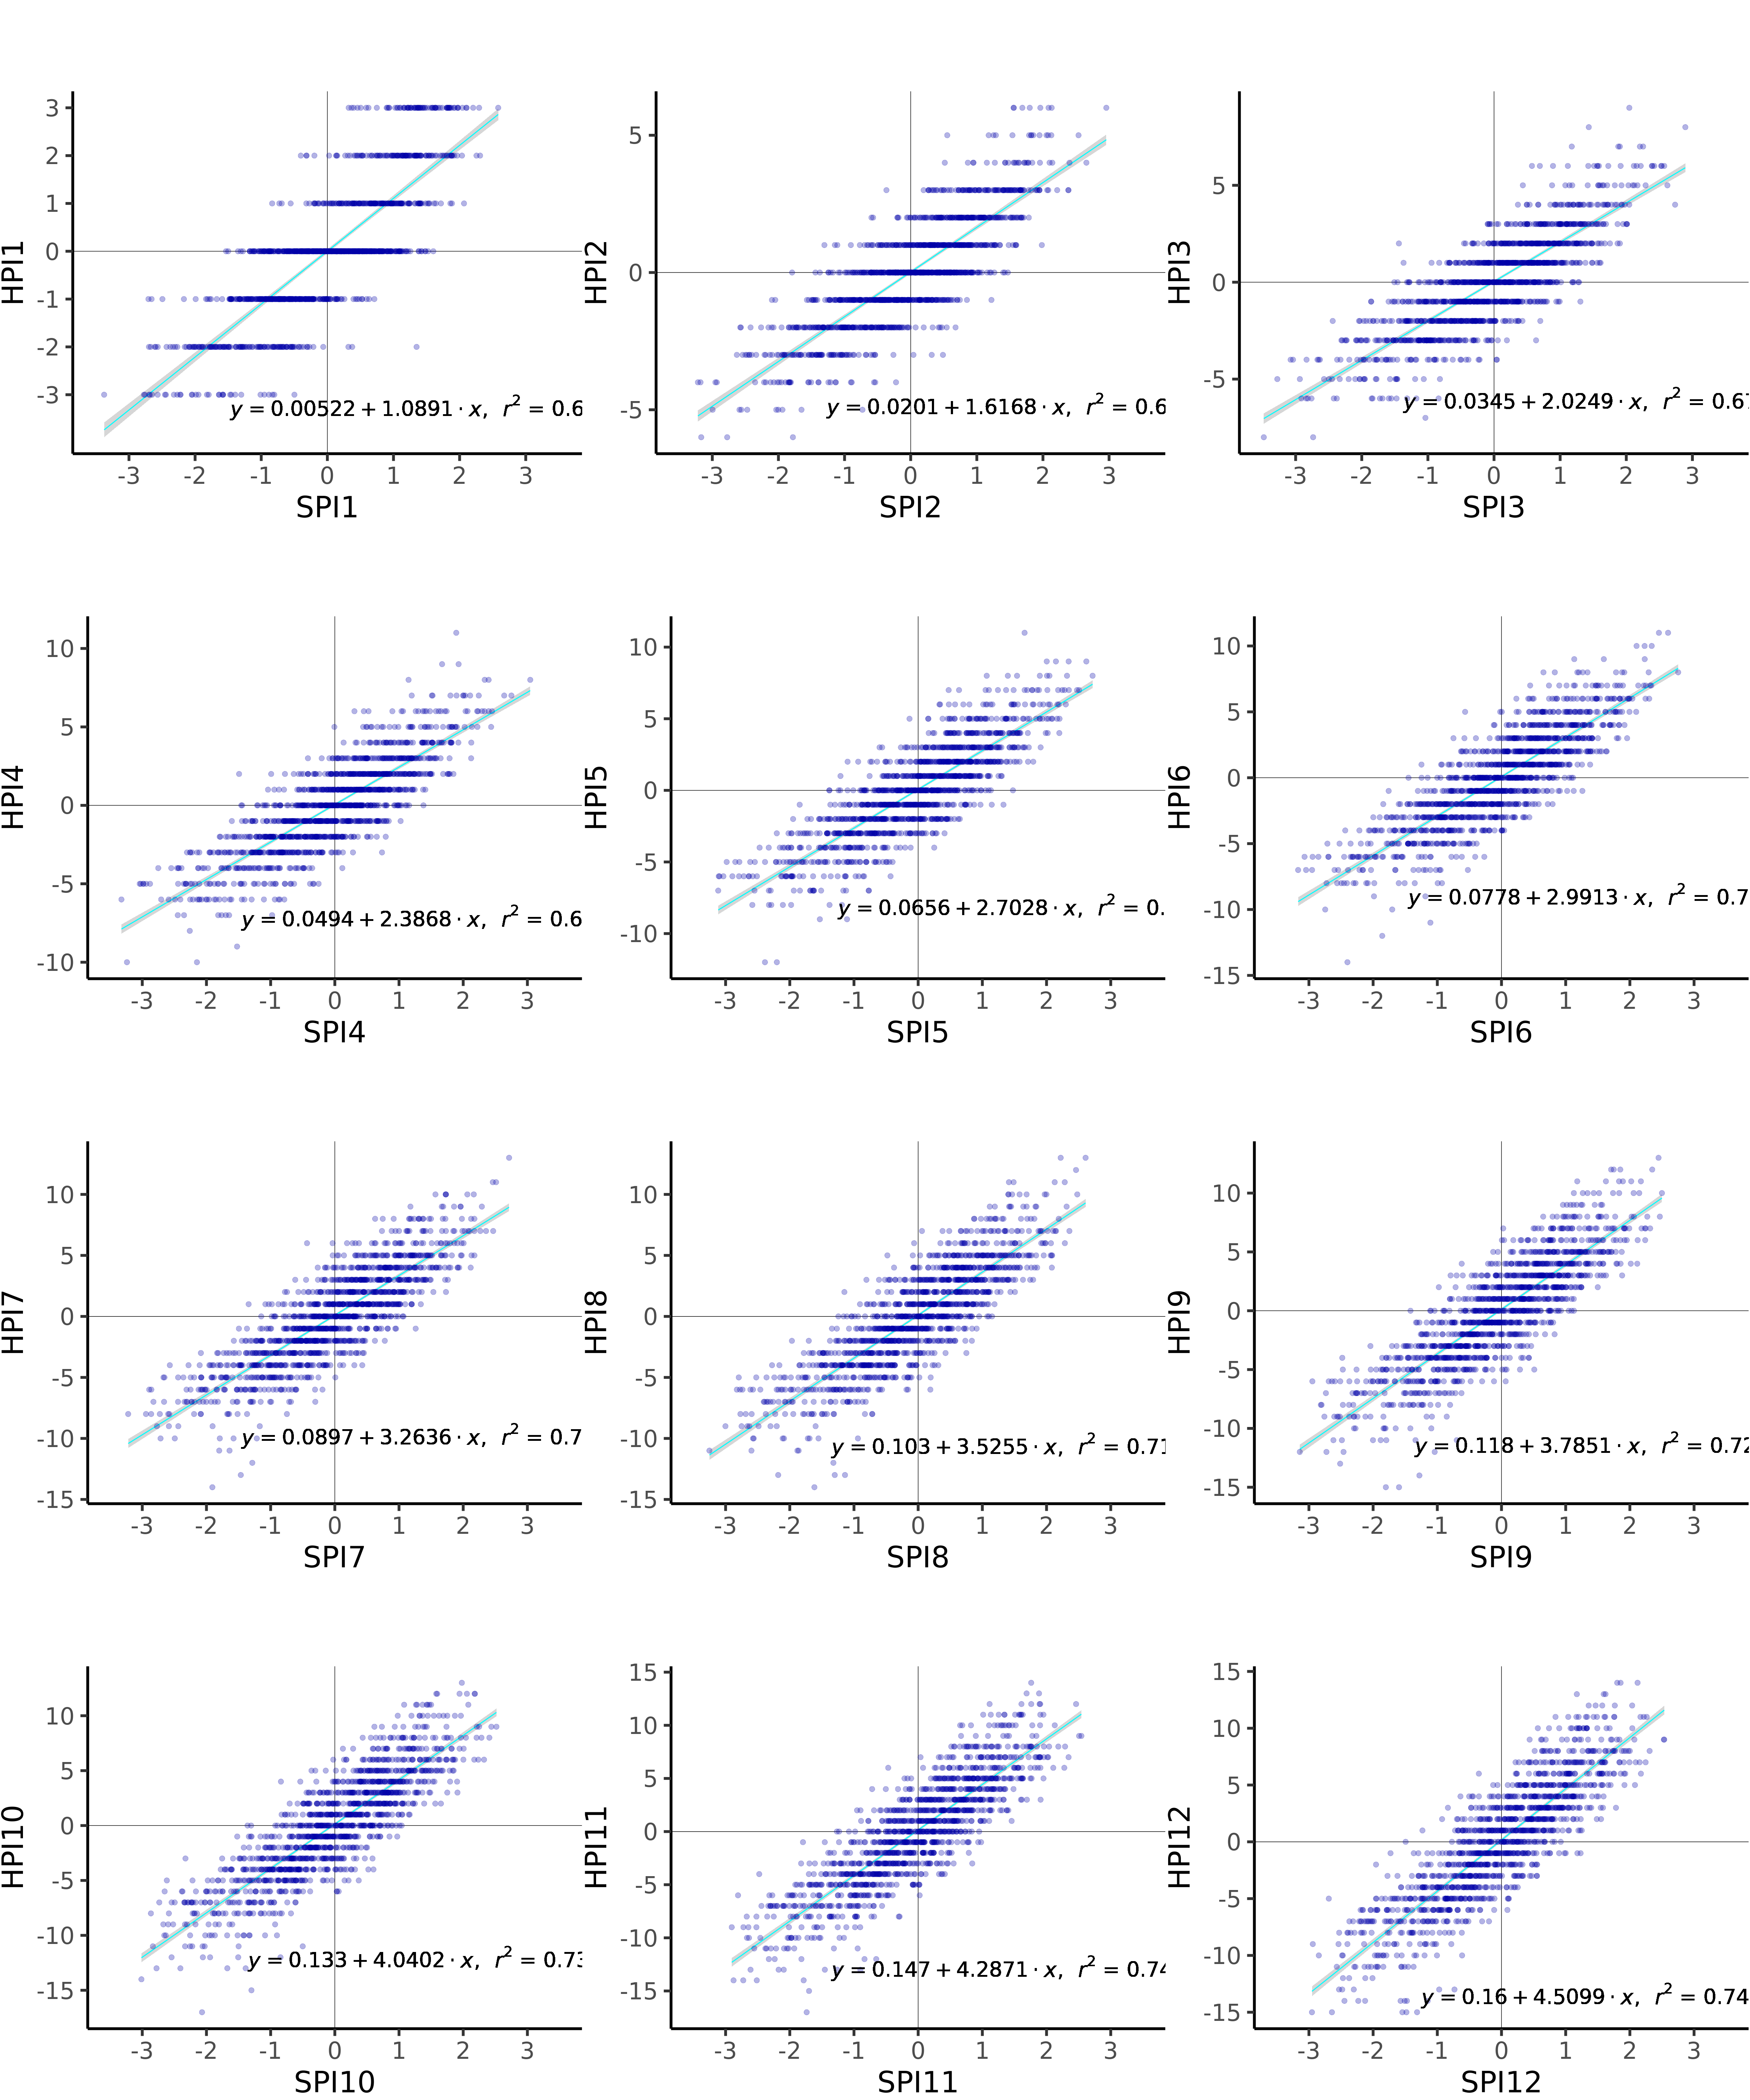 HPI1
3
2
1
0
-1
-2
-3
y = 0.00522 + 1.0891 · x, r² = 0.6
-3 -2 -1 0 1 2 3
SPI1
HPI2
5
0
-5
y = 0.0201 + 1.6168 · x, r² = 0.6
-3 -2 -1 0 1 2 3
SPI2
HPI3
5
0
-5
y = 0.0345 + 2.0249 · x, r² = 0.67
-3 -2 -1 0 1 2 3
SPI3
HPI4
10
5
0
-5
-10
y = 0.0494 + 2.3868 · x, r² = 0.6
-3 -2 -1 0 1 2 3
SPI4
HPI5
10
5
0
-5
-10
y = 0.0656 + 2.7028 · x, r² = 0.
-3 -2 -1 0 1 2 3
SPI5
HPI6
10
5
0
-5
-10
-15
y = 0.0778 + 2.9913 · x, r² = 0.7
-3 -2 -1 0 1 2 3
SPI6
HPI7
10
5
0
-5
-10
-15
y = 0.0897 + 3.2636 · x, r² = 0.7
-3 -2 -1 0 1 2 3
SPI7
HPI8
10
5
0
-5
-10
-15
y = 0.103 + 3.5255 · x, r² = 0.71
-3 -2 -1 0 1 2 3
SPI8
HPI9
10
5
0
-5
-10
-15
y = 0.118 + 3.7851 · x, r² = 0.72
-3 -2 -1 0 1 2 3
SPI9
HPI10
10
5
0
-5
-10
-15
y = 0.133 + 4.0402 · x, r² = 0.73
-3 -2 -1 0 1 2 3
SPI10
HPI11
15
10
5
0
-5
-10
-15
y = 0.147 + 4.2871 · x, r² = 0.74
-3 -2 -1 0 1 2 3
SPI11
HPI12
15
10
5
0
-5
-10
-15
y = 0.16 + 4.5099 · x, r² = 0.74
-3 -2 -1 0 1 2 3
SPI12